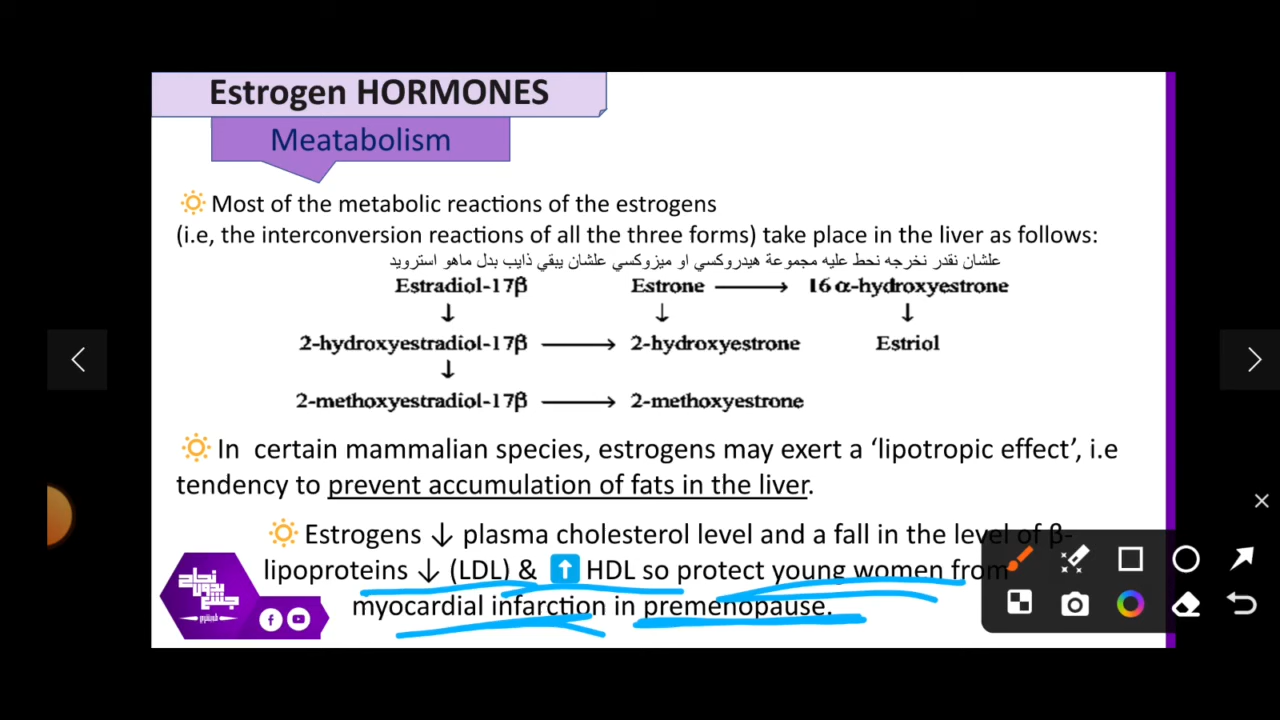 Estrogen HORMONES
Meatabolism
Most of the metabolic reactions of the estrogens
(i.e, the interconversion reactions of all the three forms) take place in the liver as follows:
علشان نقدر نخرجه نحط عليه مجموعة هيدروكسي او ميزوكسي علشان يبقي ذايب بدل ماهو استرويد
Estradiol-17β Estrone ⟶ 16 α-hydroxyestrone
↓ ↓ ↓
2-hydroxyestradiol-17β ⟶ 2-hydroxyestrone Estriol
↓
2-methoxyestradiol-17β ⟶ 2-methoxyestrone
In certain mammalian species, estrogens may exert a ‘lipotropic effect’, i.e
tendency to prevent accumulation of fats in the liver.
Estrogens ↓ plasma cholesterol level and a fall in the level of β-
lipoproteins ↓ (LDL) & ↑ HDL so protect young women from
myocardial infarction in premenopause.